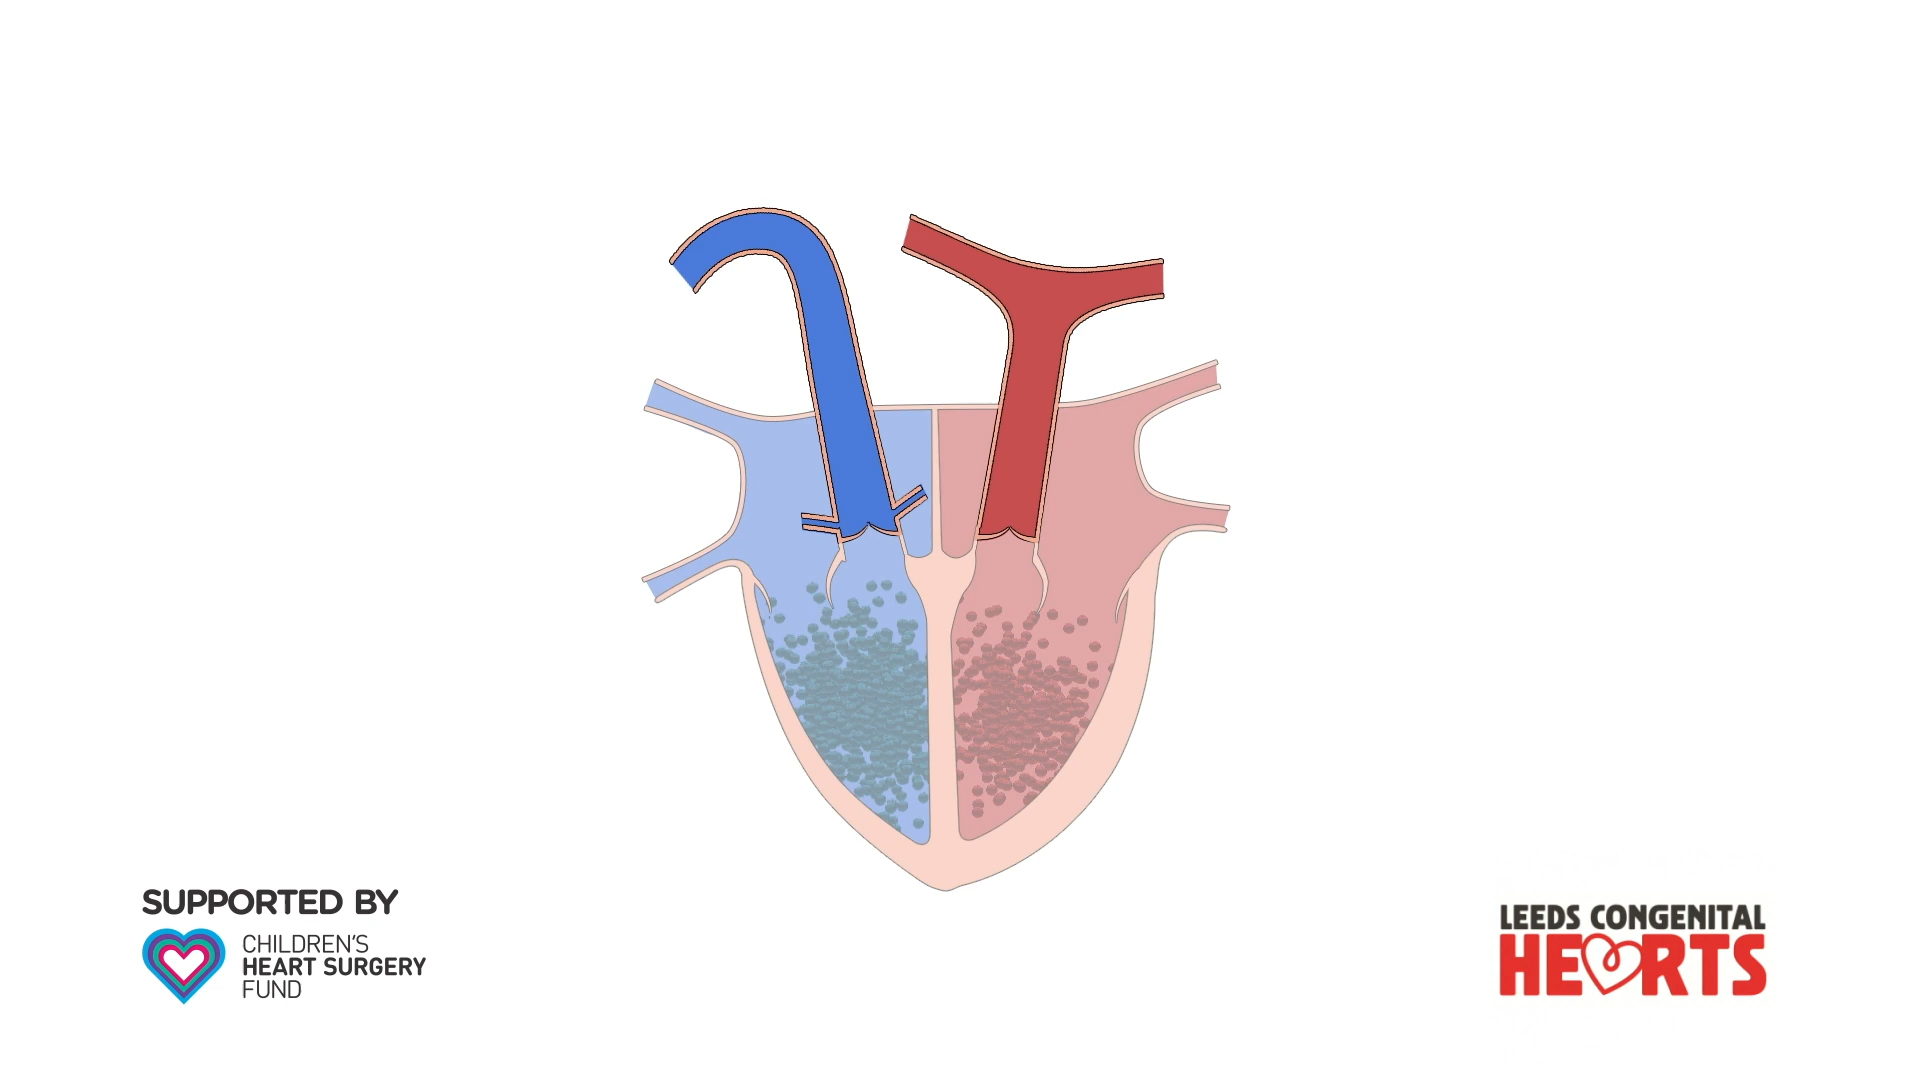 SUPPORTED BY
CHILDREN'S
HEART SURGERY
FUND
LEEDS CONGENITAL
HEARTS